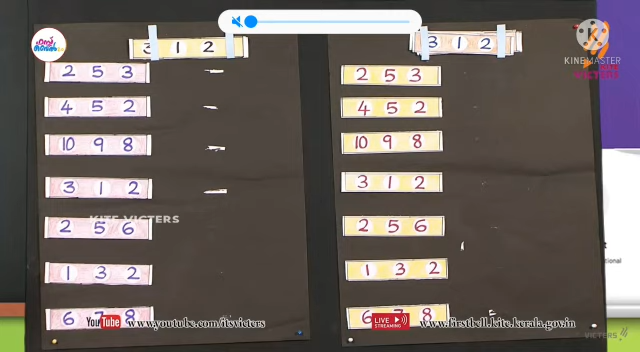 3 1 2
2 5 3
4 5 2
10 9 8
3 1 2
2 5 6
1 3 2
6 7 8
3 1 2
2 5 3
4 5 2
10 9 8
3 1 2
2 5 6
1 3 2
6 7 8
KITE VICTERS
K
KINEMASTER
VICTERS
YouTube www.youtube.com/itsvicters
LIVE STREAMING www.firstbell.kite.kerala.gov.in
VICTERS